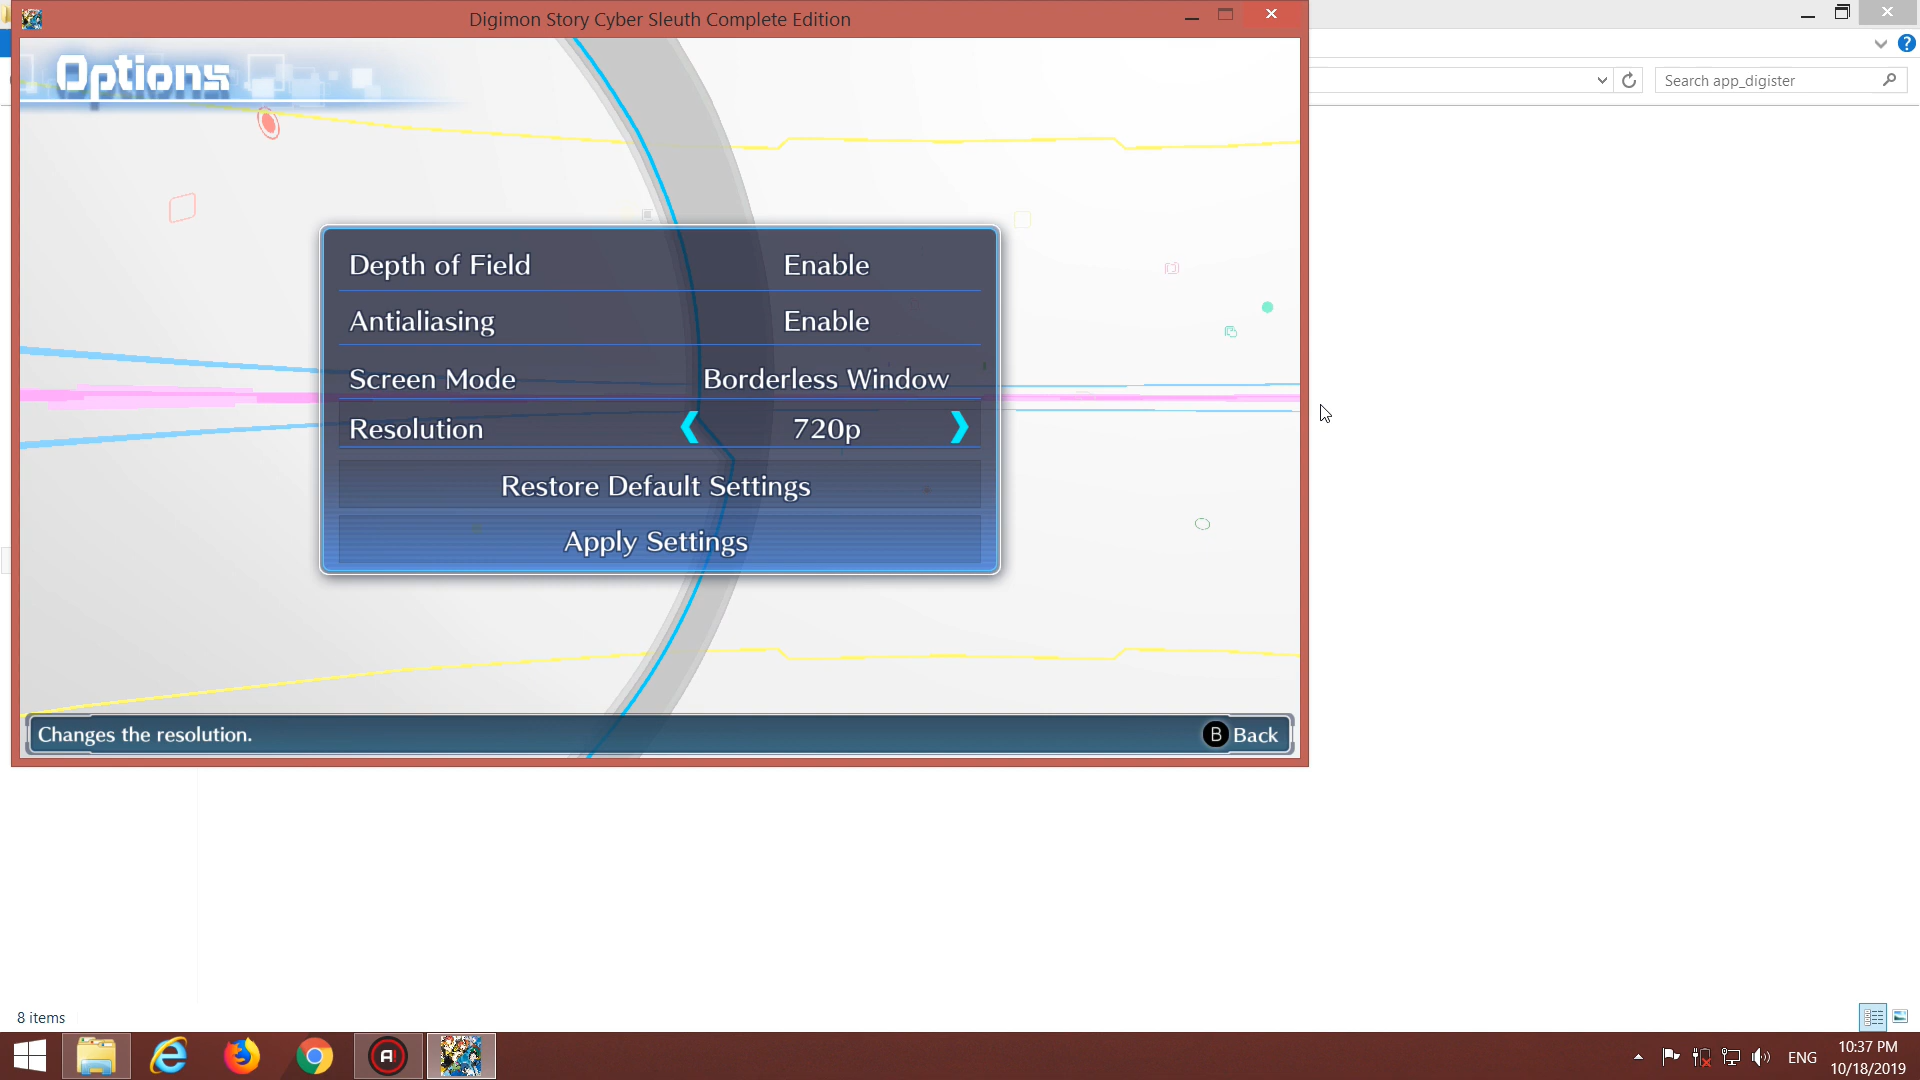 Digimon Story Cyber Sleuth Complete Edition
Options
Search app_digister
Depth of Field Enable
Antialiasing Enable
Screen Mode Borderless Window
Resolution 720p
Restore Default Settings
Apply Settings
Changes the resolution. B Back
8 items
ENG
10:37 PM
10/18/2019